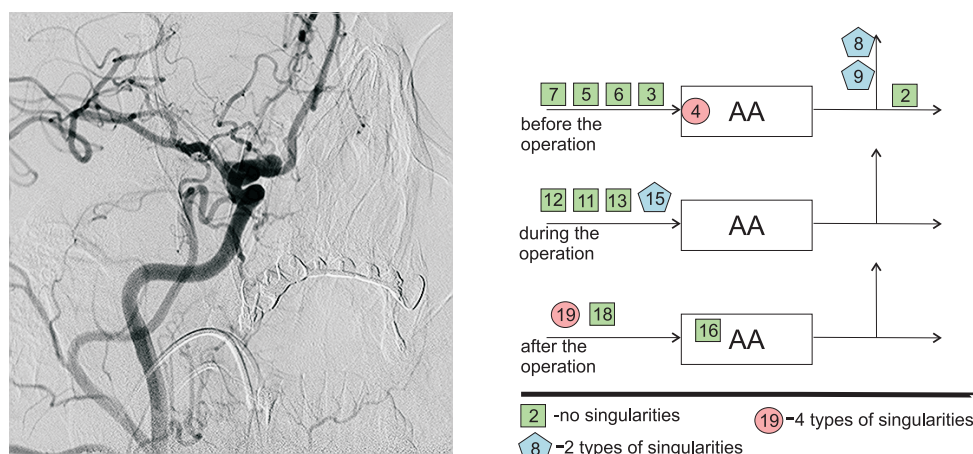 8
9
7 5 6 3 4 AA 2
before the
operation
12 11 13 15 AA
during the
operation
19 18 16 AA
after the
operation
2 -no singularities 19 -4 types of singularities
8 -2 types of singularities